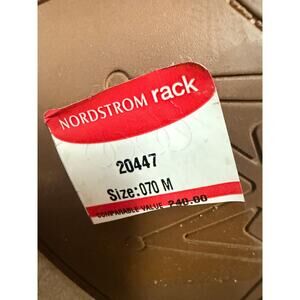 NORDSTROM rack
20447
Size:070 M
COMPARABLE VALUE 240.00